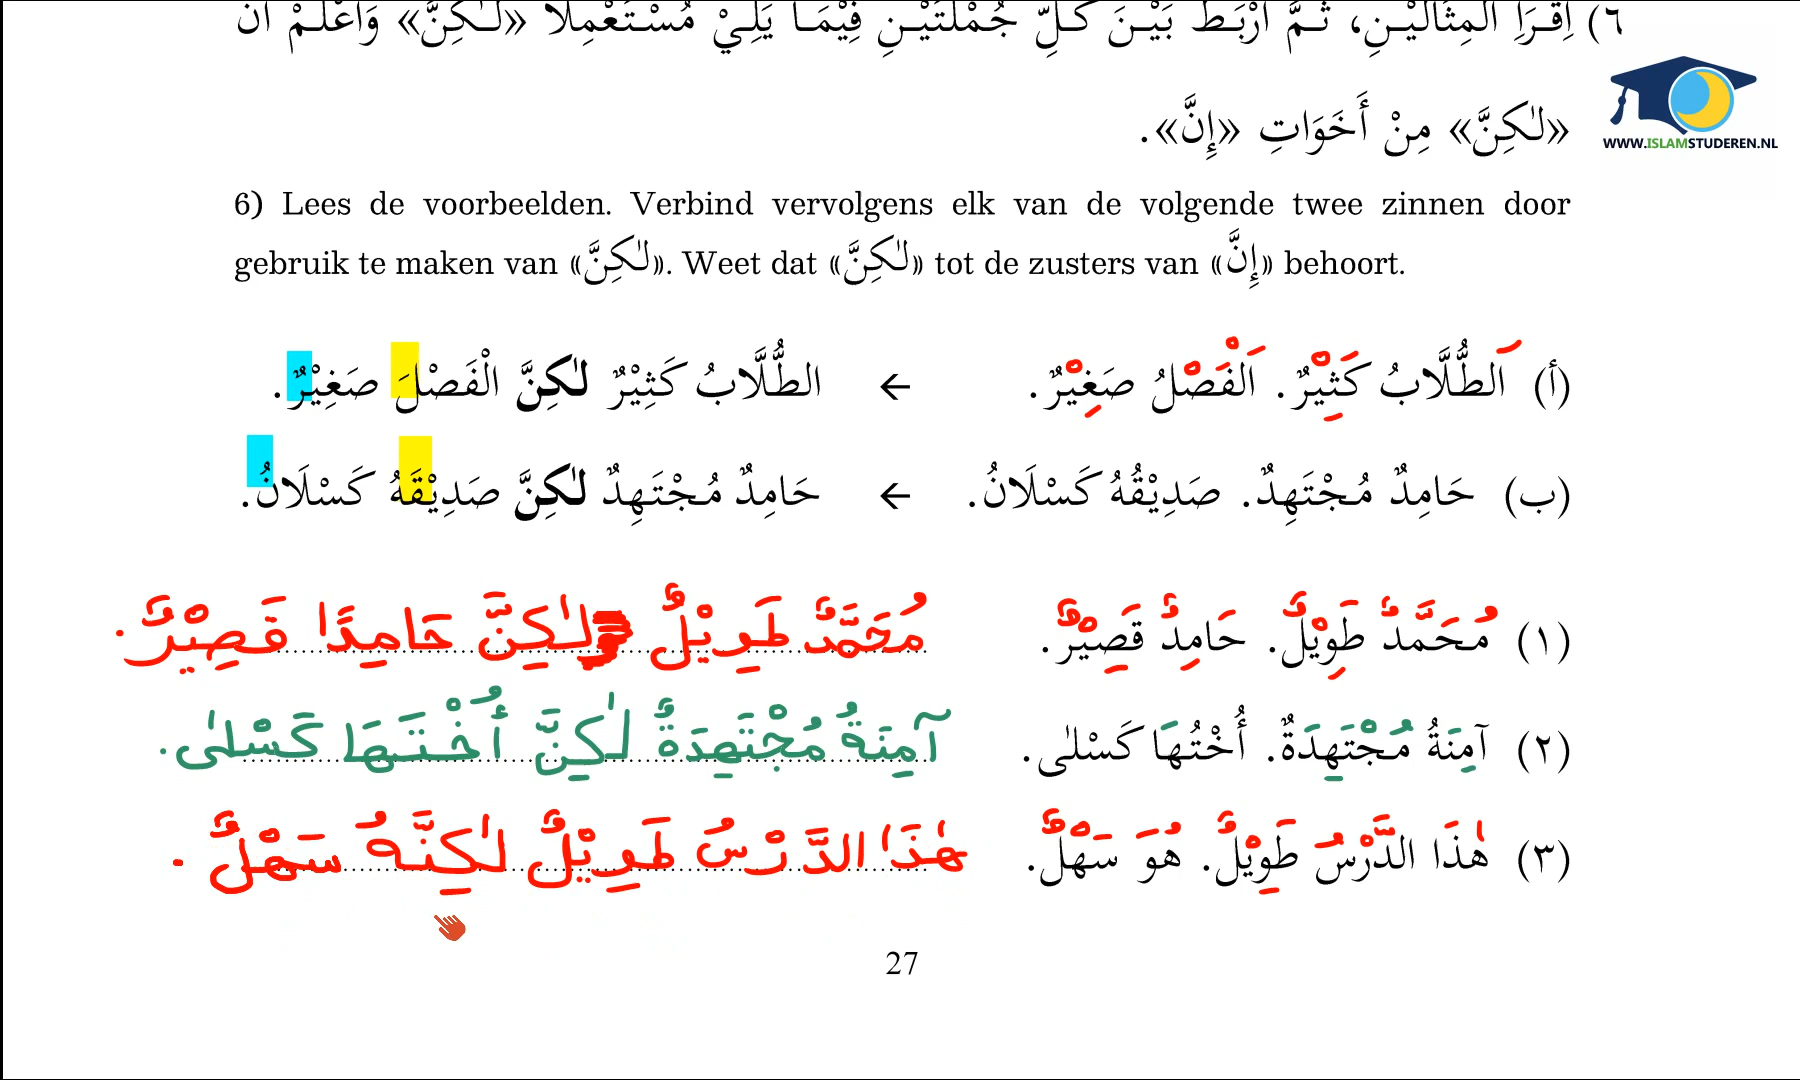 ٦) اِقْرَإِ الْمِثَالَيْنِ، ثُمَّ ارْبَطْ بَيْنَ كُلِّ جُمْلَتَيْنِ فِيْمَا يَلِيْ مُسْتَعْمِلًا «لٰكِنَّ» وَاعْلَمْ أَنَّ
«لٰكِنَّ» مِنْ أَخَوَاتِ «إِنَّ».
WWW.ISLAMSTUDEREN.NL
6) Lees de voorbeelden. Verbind vervolgens elk van de volgende twee zinnen door
gebruik te maken van «لٰكِنَّ». Weet dat «لٰكِنَّ» tot de zusters van «إِنَّ» behoort.
(أ) اَلطُّلَّابُ كَثِيْرٌ. اَلْفَصْلُ صَغِيْرٌ. ← الطُّلَّابُ كَثِيْرٌ لٰكِنَّ الْفَصْلَ صَغِيْرٌ.
(ب) حَامِدٌ مُجْتَهِدٌ. صَدِيْقُهُ كَسْلَانُ. ← حَامِدٌ مُجْتَهِدٌ لٰكِنَّ صَدِيْقَهُ كَسْلَانُ.
(١) مُحَمَّدٌ طَوِيْلٌ. حَامِدٌ قَصِيْرٌ. مُحَمَّدٌ طَوِيْلٌ لٰكِنَّ حَامِدًا قَصِيْرٌ.
(٢) آمِنَةُ مُجْتَهِدَةٌ. أُخْتُهَا كَسْلٰى. آمِنَةُ مُجْتَهِدَةٌ لٰكِنَّ أُخْتَهَا كَسْلٰى.
(٣) هٰذَا الدَّرْسُ طَوِيْلٌ. هُوَ سَهْلٌ. هٰذَا الدَّرْسُ طَوِيْلٌ لٰكِنَّهُ سَهْلٌ.
27